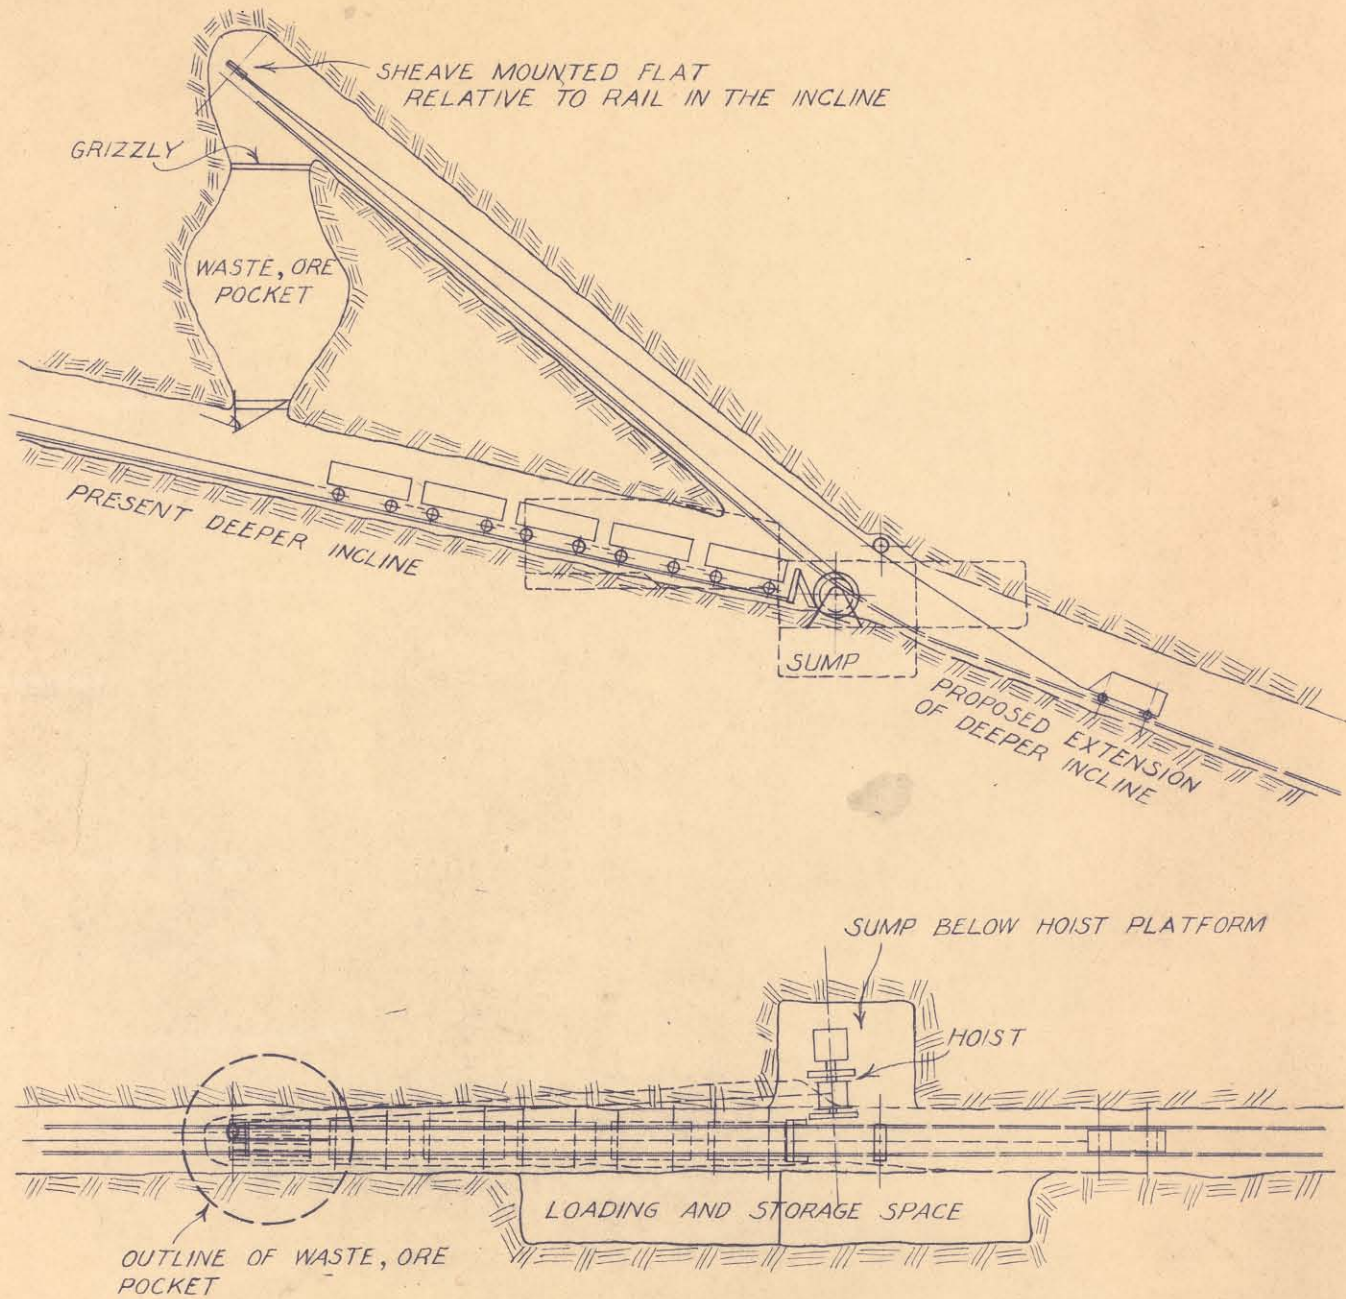 SHEAVE MOUNTED FLAT
RELATIVE TO RAIL IN THE INCLINE
GRIZZLY
WASTE, ORE
POCKET
PRESENT DEEPER INCLINE
SUMP
PROPOSED EXTENSION
OF DEEPER INCLINE
SUMP BELOW HOIST PLATFORM
HOIST
LOADING AND STORAGE SPACE
OUTLINE OF WASTE, ORE
POCKET